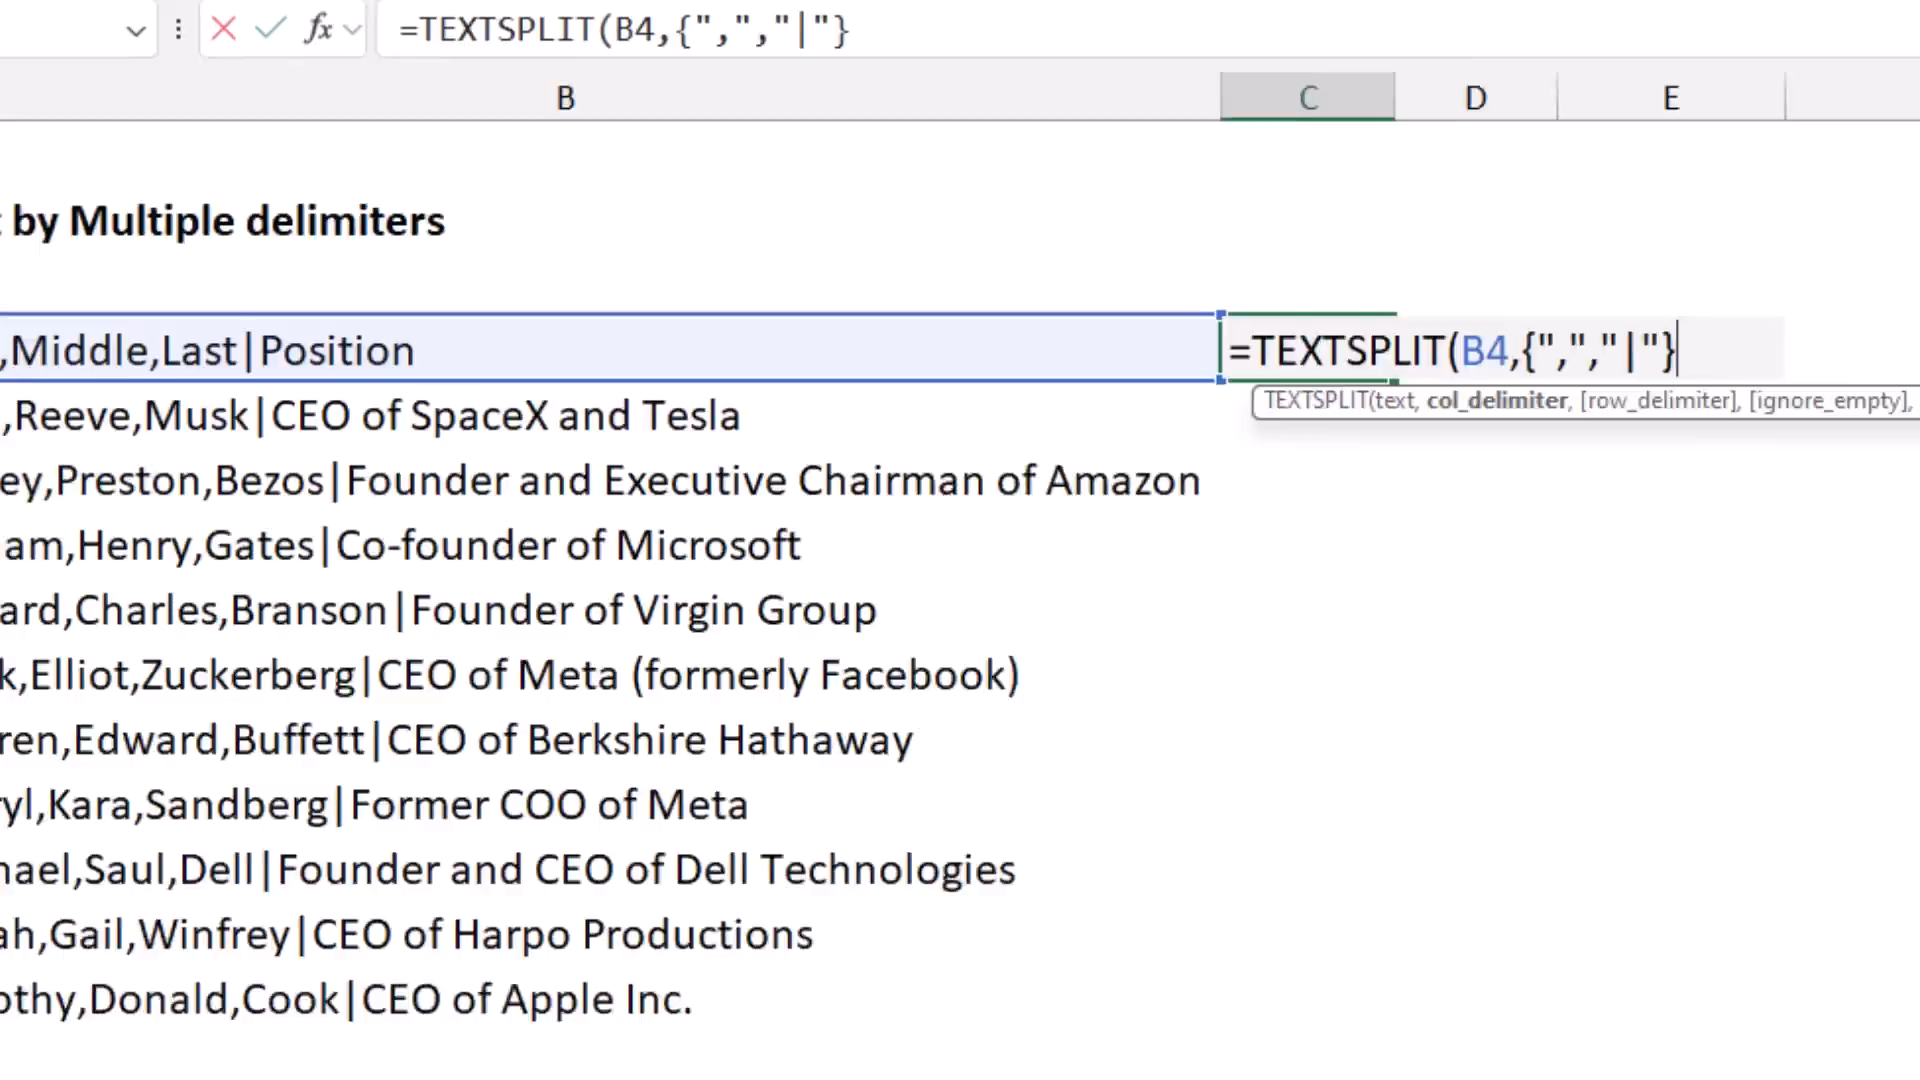 fx =TEXTSPLIT(B4,{",","|"}
B C D E
by Multiple delimiters
,Middle,Last|Position =TEXTSPLIT(B4,{",","|"}
TEXTSPLIT(text, col_delimiter, [row_delimiter], [ignore_empty],
,Reeve,Musk|CEO of SpaceX and Tesla
ey,Preston,Bezos|Founder and Executive Chairman of Amazon
am,Henry,Gates|Co-founder of Microsoft
ard,Charles,Branson|Founder of Virgin Group
k,Elliot,Zuckerberg|CEO of Meta (formerly Facebook)
ren,Edward,Buffett|CEO of Berkshire Hathaway
yl,Kara,Sandberg|Former COO of Meta
hael,Saul,Dell|Founder and CEO of Dell Technologies
ah,Gail,Winfrey|CEO of Harpo Productions
othy,Donald,Cook|CEO of Apple Inc.